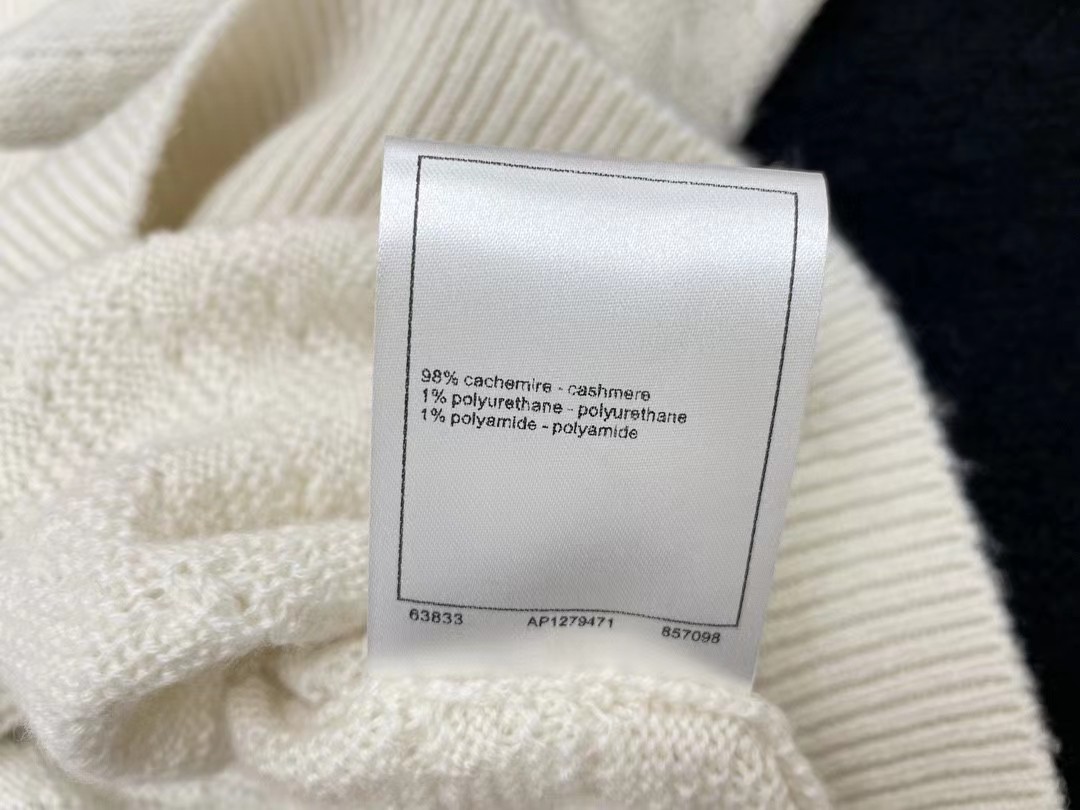 98% cachemire - cashmere
1% polyurethane - polyurethane
1% polyamide - polyamide
63833 AP1279471 857098